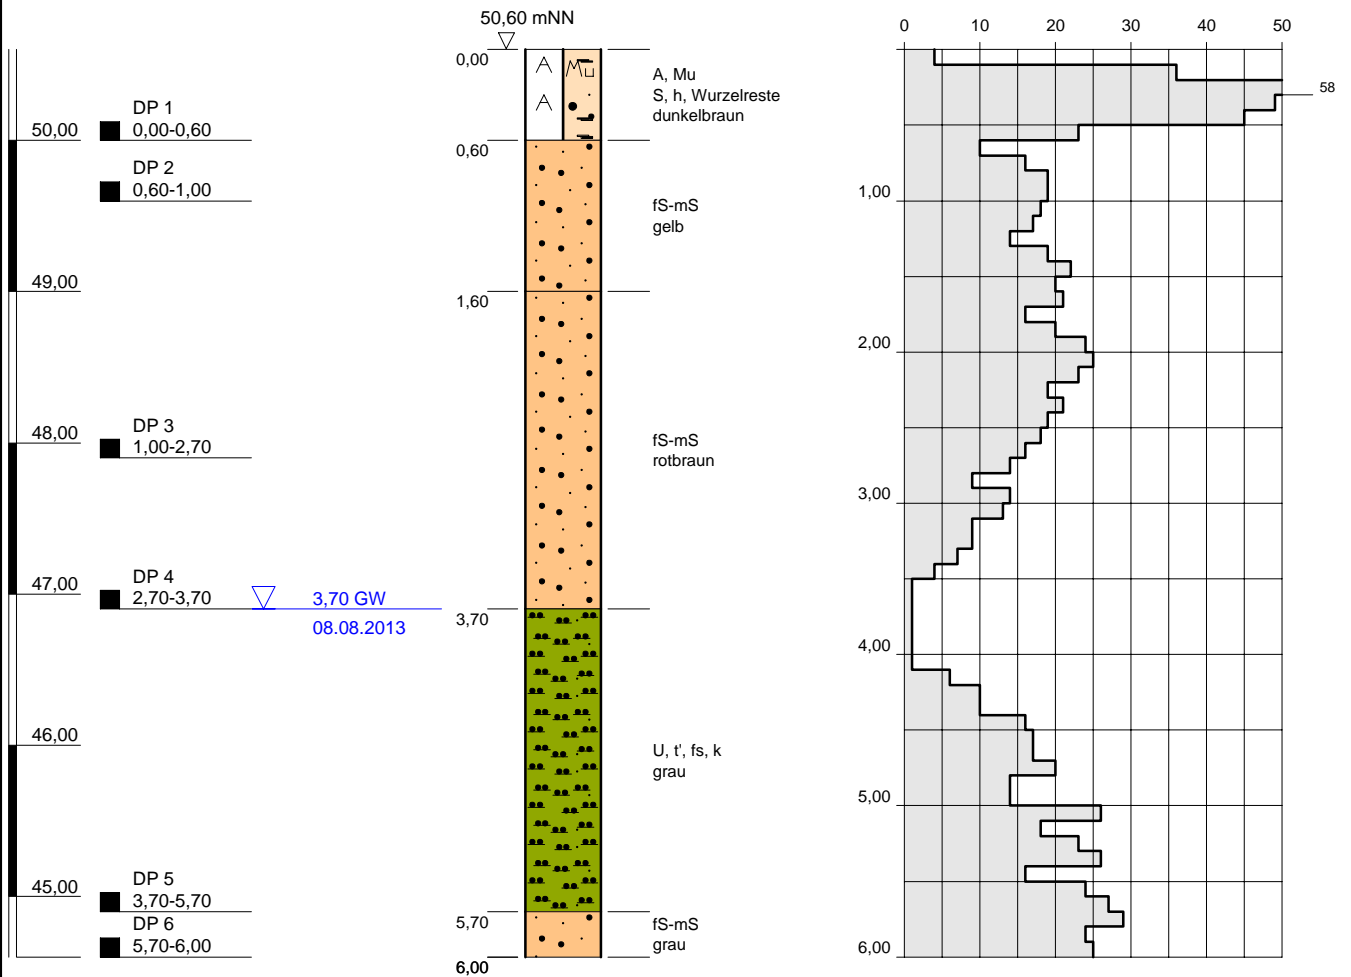 50,60 mNN
0,00
A
A
Mu
A, Mu
S, h, Wurzelreste
dunkelbraun
DP 1
50,00
0,00-0,60
0,60
DP 2
0,60-1,00
fS-mS
gelb
49,00
1,60
DP 3
48,00
1,00-2,70
fS-mS
rotbraun
DP 4
47,00
2,70-3,70
3,70 GW
08.08.2013
3,70
46,00
U, t', fs, k
grau
DP 5
45,00
3,70-5,70
DP 6
5,70-6,00
5,70
fS-mS
grau
6,00
0 10 20 30 40 50
58
1,00
2,00
3,00
4,00
5,00
6,00